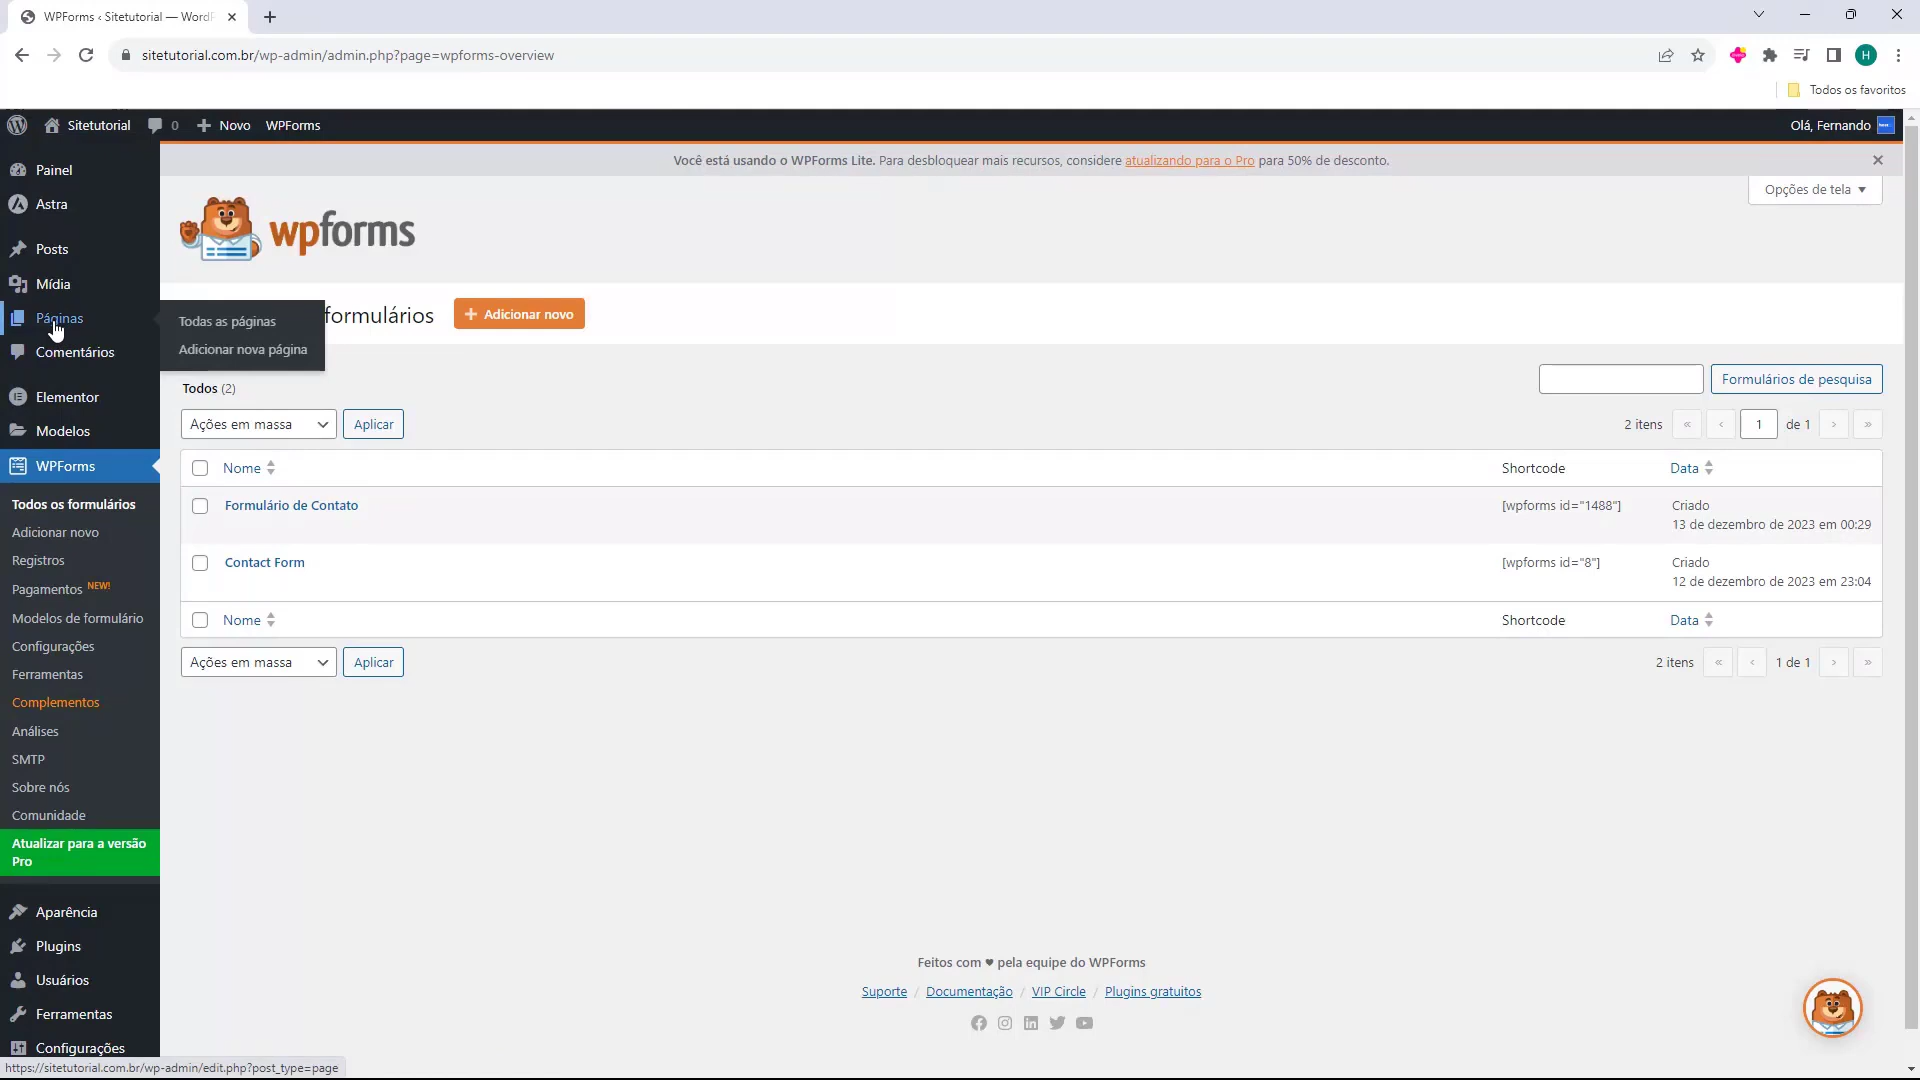 WPForms ‹ Sitetutorial — WordP
sitetutorial.com.br/wp-admin/admin.php?page=wpforms-overview
H
Todos os favoritos
Sitetutorial
0
Novo
WPForms
Olá, Fernando
Painel
Astra
Posts
Mídia
Páginas
Comentários
Elementor
Modelos
WPForms
Todos os formulários
Adicionar novo
Registros
Pagamentos NEW!
Modelos de formulário
Configurações
Ferramentas
Complementos
Análises
SMTP
Sobre nós
Comunidade
Atualizar para a versão
Pro
Aparência
Plugins
Usuários
Ferramentas
Configurações
Todas as páginas
Adicionar nova página
Você está usando o WPForms Lite. Para desbloquear mais recursos, considere atualizando para o Pro para 50% de desconto.
Opções de tela
wpforms
formulários
Adicionar novo
Todos (2)
Formulários de pesquisa
Ações em massa
Aplicar
2 itens « ‹ 1 de 1 › »
Nome
Shortcode
Data
Formulário de Contato
[wpforms id="1488"]
Criado
13 de dezembro de 2023 em 00:29
Contact Form
[wpforms id="8"]
Criado
12 de dezembro de 2023 em 23:04
Nome
Shortcode
Data
Ações em massa
Aplicar
2 itens « ‹ 1 de 1 › »
Feitos com ♥ pela equipe do WPForms
Suporte / Documentação / VIP Circle / Plugins gratuitos
https://sitetutorial.com.br/wp-admin/edit.php?post_type=page